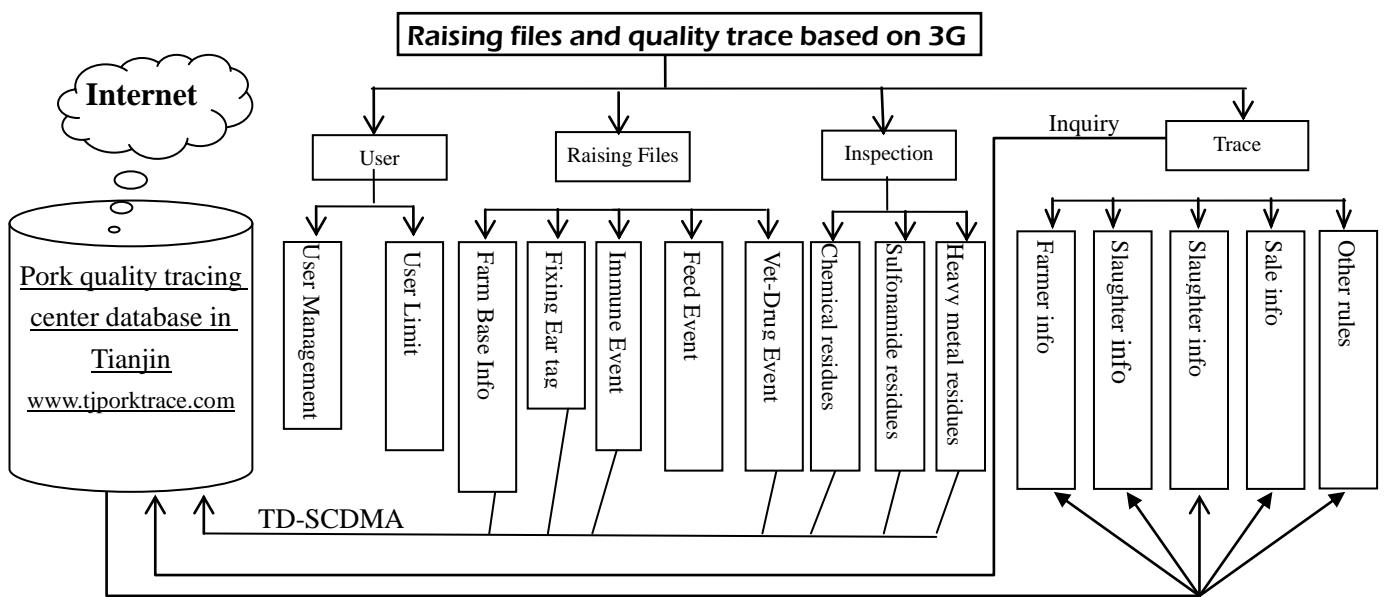 Raising files and quality trace based on 3G
Internet
Inquiry
User
Raising Files
Inspection
Trace
Pork quality tracing
center database in
Tianjin
www.tjporktrace.com
User Management
User Limit
Farm Base Info
Fixing Ear tag
Immune Event
Feed Event
Vet-Drug Event
Chemical residues
Sulfonamide residues
Heavy metal residues
Farmer info
Slaughter info
Slaughter info
Sale info
Other rules
TD-SCDMA